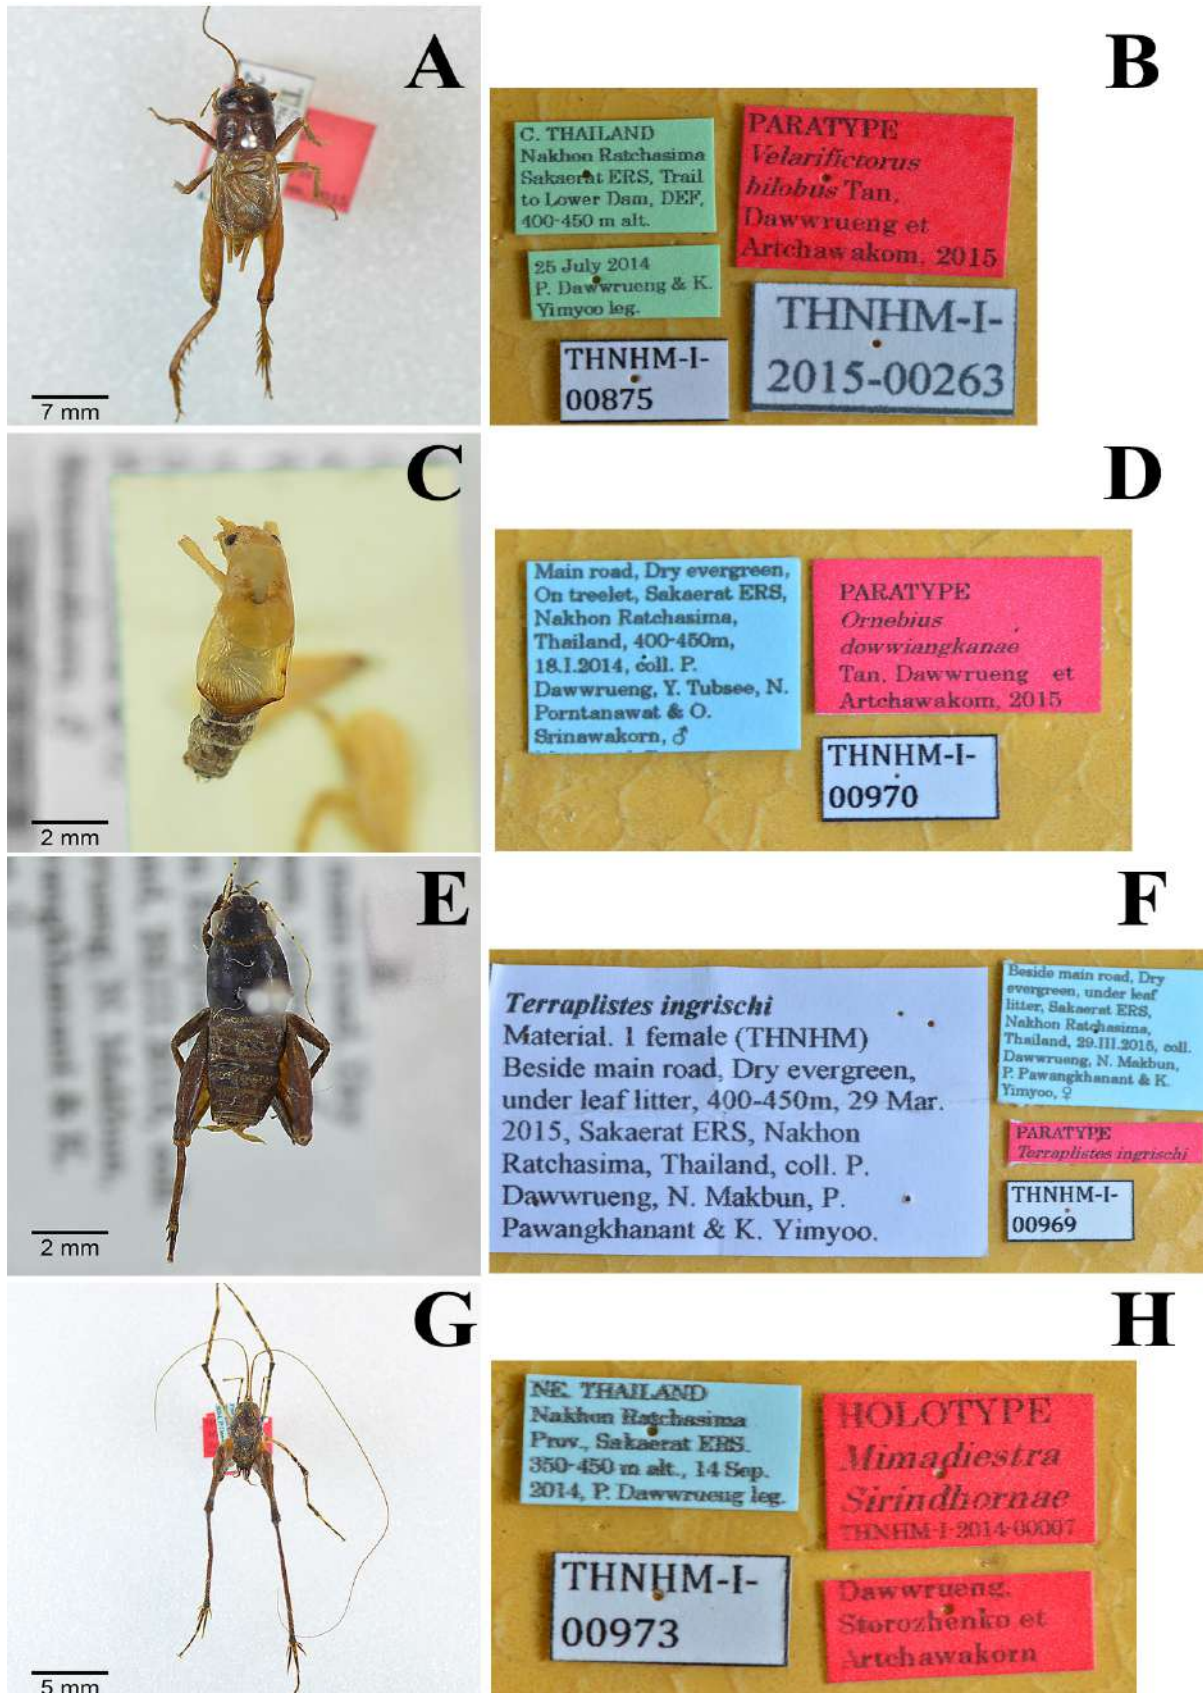 A
7 mm
B
C. THAILAND
Nakhon Ratchasima
Sakaerat ERS, Trail
to Lower Dam, DEF,
400-450 m alt.
25 July 2014
P. Dawwrueng & K.
Yimyoo leg.
THNHM-I-
00875
PARATYPE
Velarifictorus
bilobus Tan,
Dawwrueng et
Artchawakom, 2015
THNHM-I-
2015-00263
C
2 mm
D
Main road, Dry evergreen,
On treelet, Sakaerat ERS,
Nakhon Ratchasima,
Thailand, 400-450m,
18.I.2014, coll. P.
Dawwrueng, Y. Tubsee, N.
Porntanawat & O.
Srinawakorn, ♂
PARATYPE
Ornebius
dowwiangkanae
Tan. Dawwrueng et
Artchawakom, 2015
THNHM-I-
00970
E
2 mm
F
Terraplistes ingrischi
Material. 1 female (THNHM)
Beside main road, Dry evergreen,
under leaf litter, 400-450m, 29 Mar.
2015, Sakaerat ERS, Nakhon
Ratchasima, Thailand, coll. P.
Dawwrueng, N. Makbun, P.
Pawangkhanant & K. Yimyoo.
Beside main road, Dry
evergreen, under leaf
litter, Sakaerat ERS,
Nakhon Ratchasima,
Thailand, 29.III.2015, coll.
Dawwrueng, N. Makbun,
P. Pawangkhanant & K.
Yimyoo, ♀
PARATYPE
Terraplistes ingrischi
THNHM-I-
00969
G
5 mm
H
NE. THAILAND
Nakhon Ratchasima
Prov., Sakaerat ERS.
350-450 m alt., 14 Sep.
2014, P. Dawwrueng leg.
THNHM-I-
00973
HOLOTYPE
Mimadiestra
Sirindhornae
THNHM-I-2014-00007
Dawwrueng.
Storozhenko et
Artchawakorn